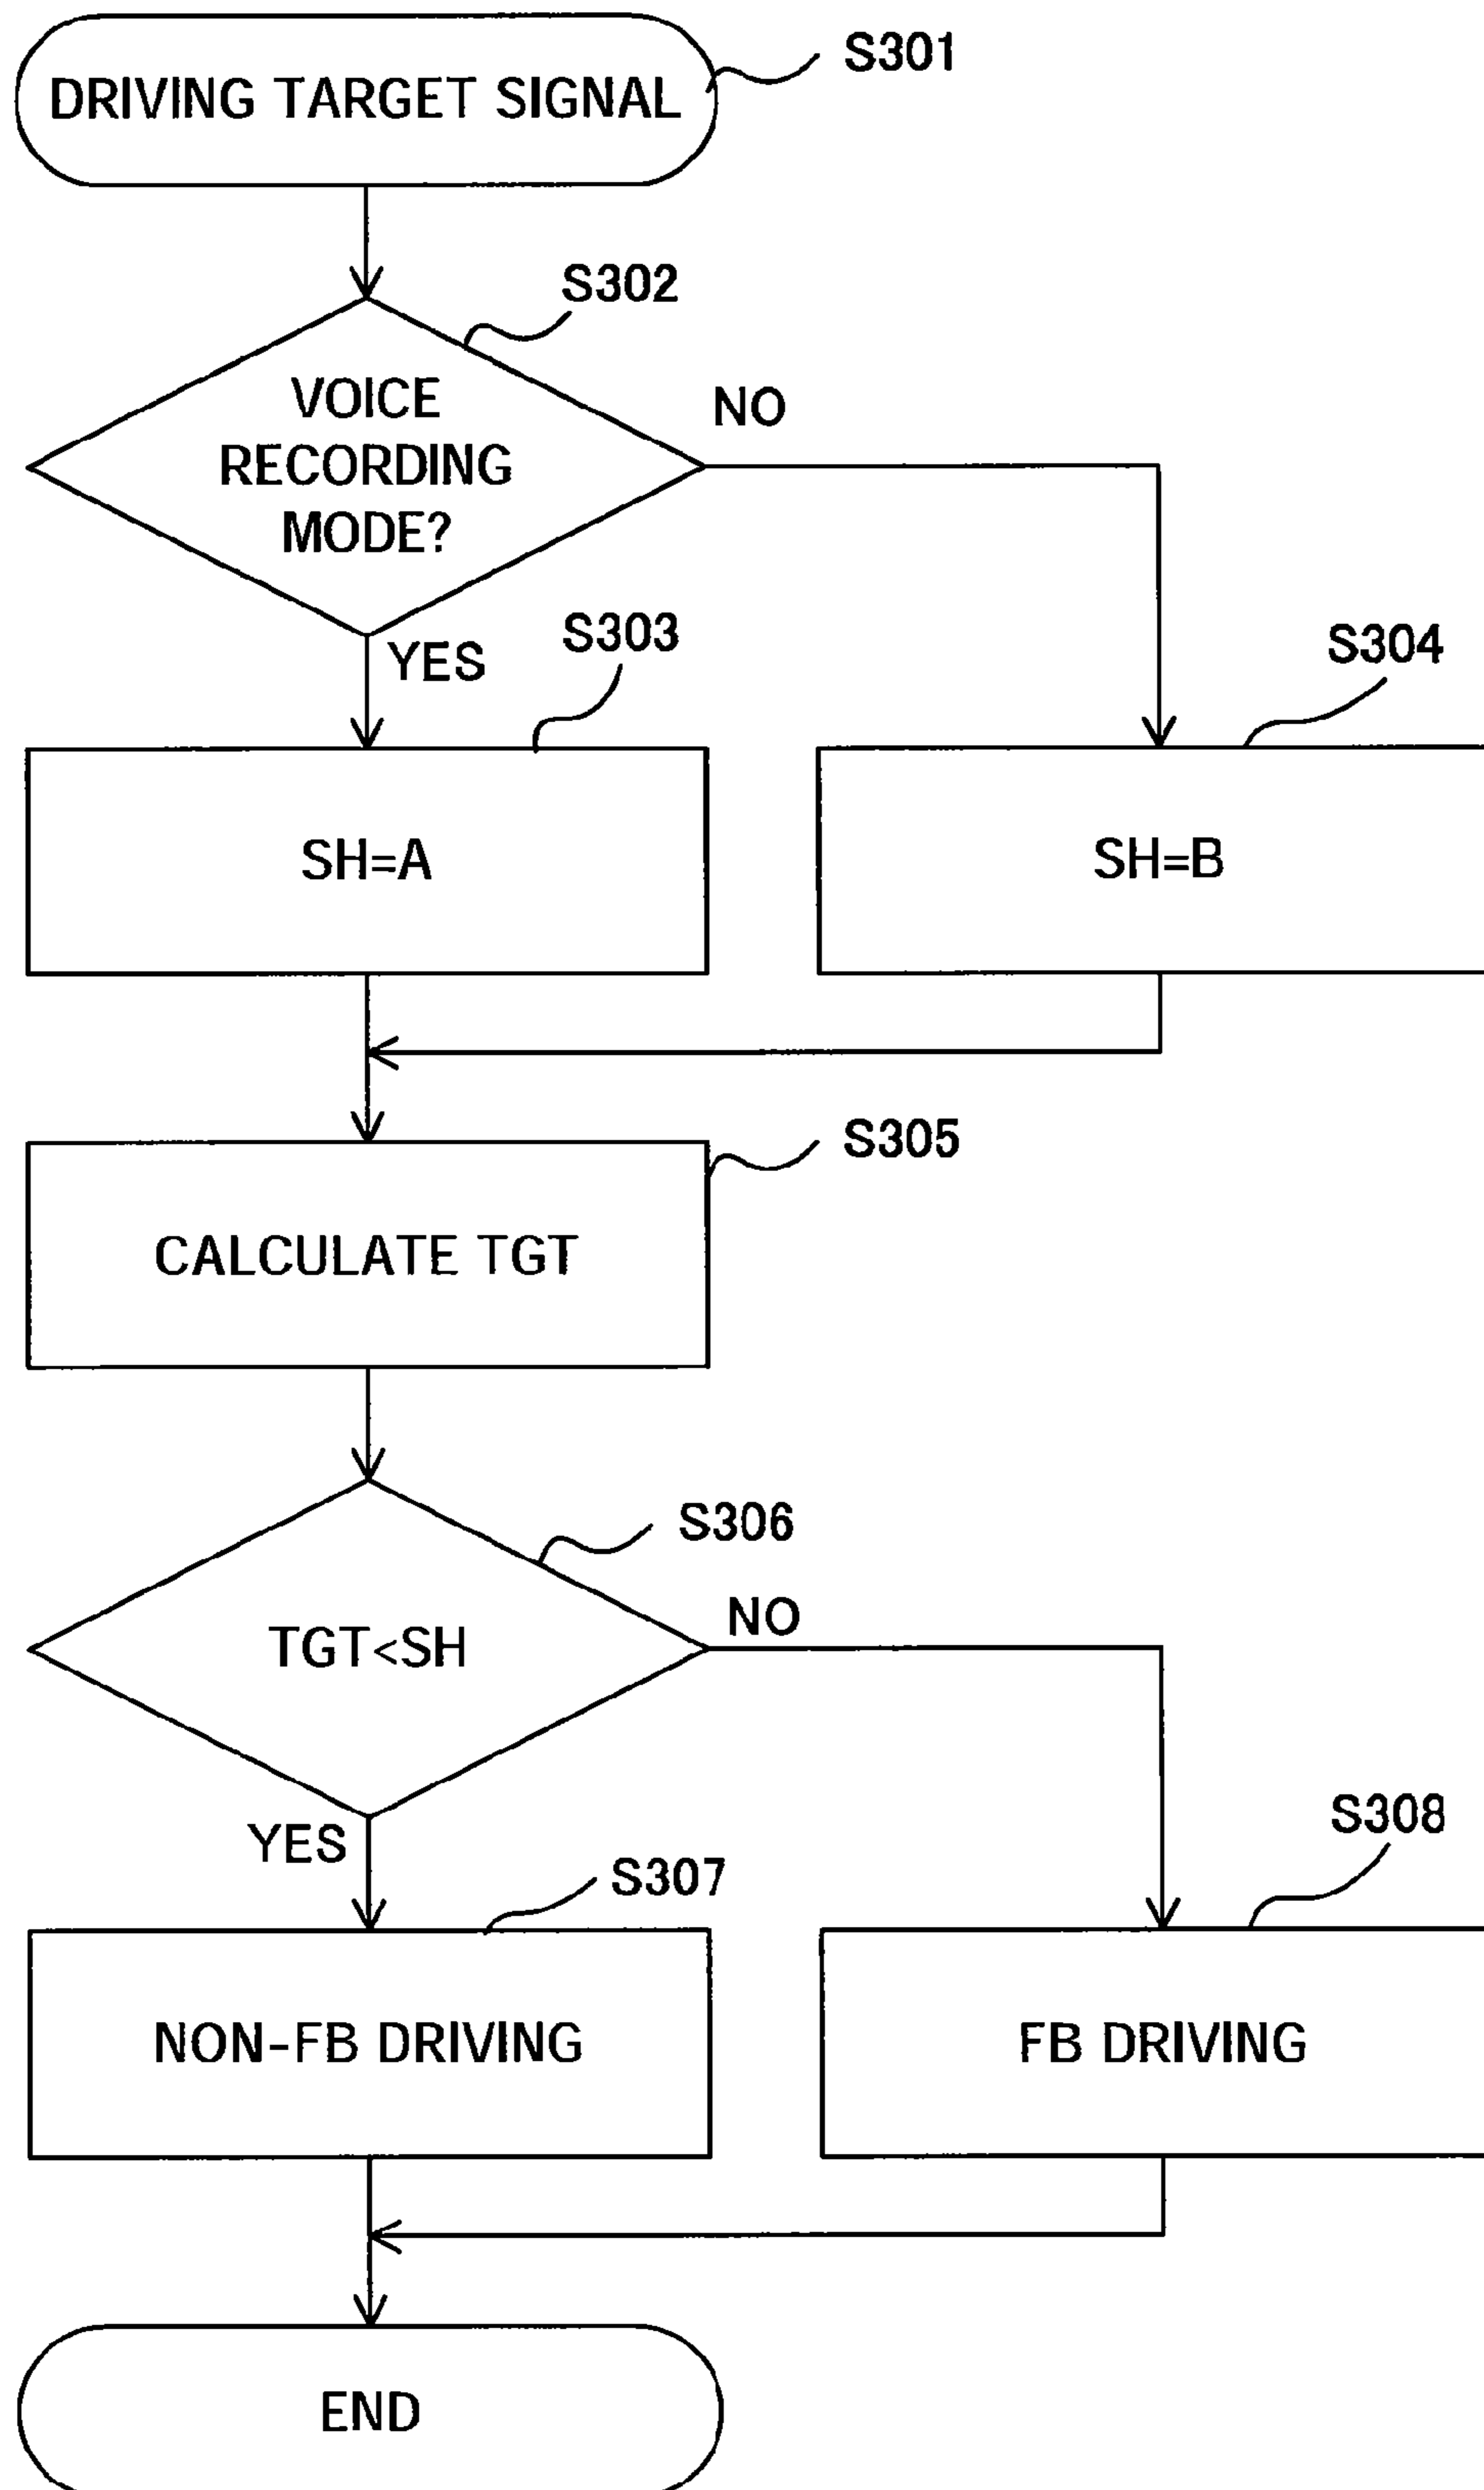 DRIVING TARGET SIGNAL
S301
S302
VOICE
RECORDING
MODE?
NO
YES
S303
S304
SH=A
SH=B
S305
CALCULATE TGT
S306
TGT<SH
NO
YES
S307
S308
NON-FB DRIVING
FB DRIVING
END